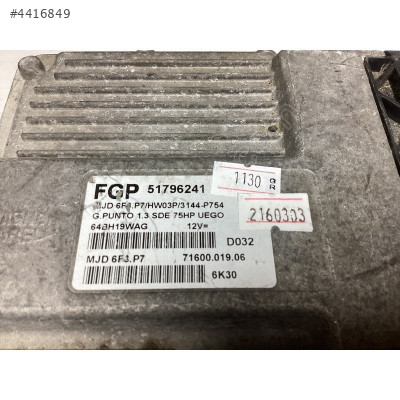 #4416849
FGP 51796241
MJD 6F3.P7/HW03P/3144-P754
G.PUNTO 1.3 SDE 75HP UEGO
64BH19WAG 12V=
D032
MJD 6F3.P7 71600.019.06
6K30
1130 GR
2160303